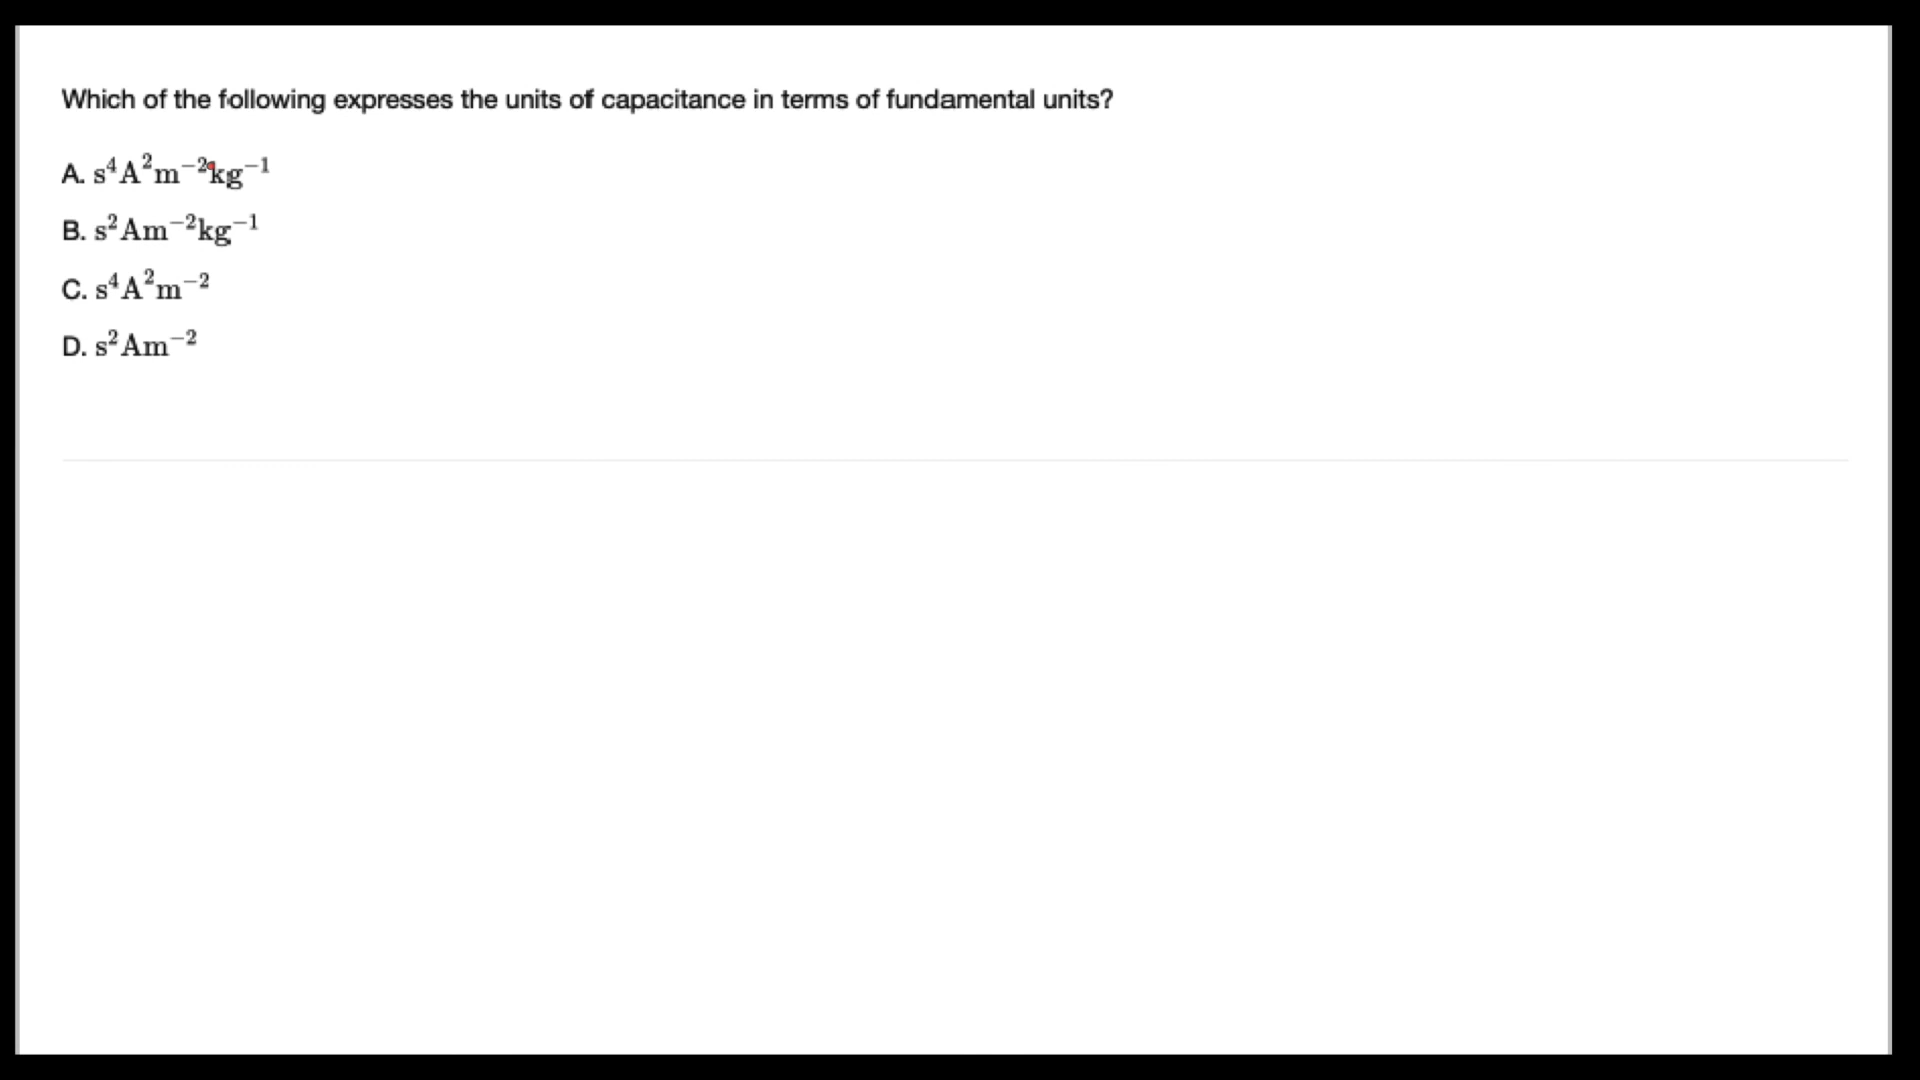 Which of the following expresses the units of capacitance in terms of fundamental units?
A. s⁴A²m⁻²kg⁻¹
B. s²Am⁻²kg⁻¹
C. s⁴A²m⁻²
D. s²Am⁻²